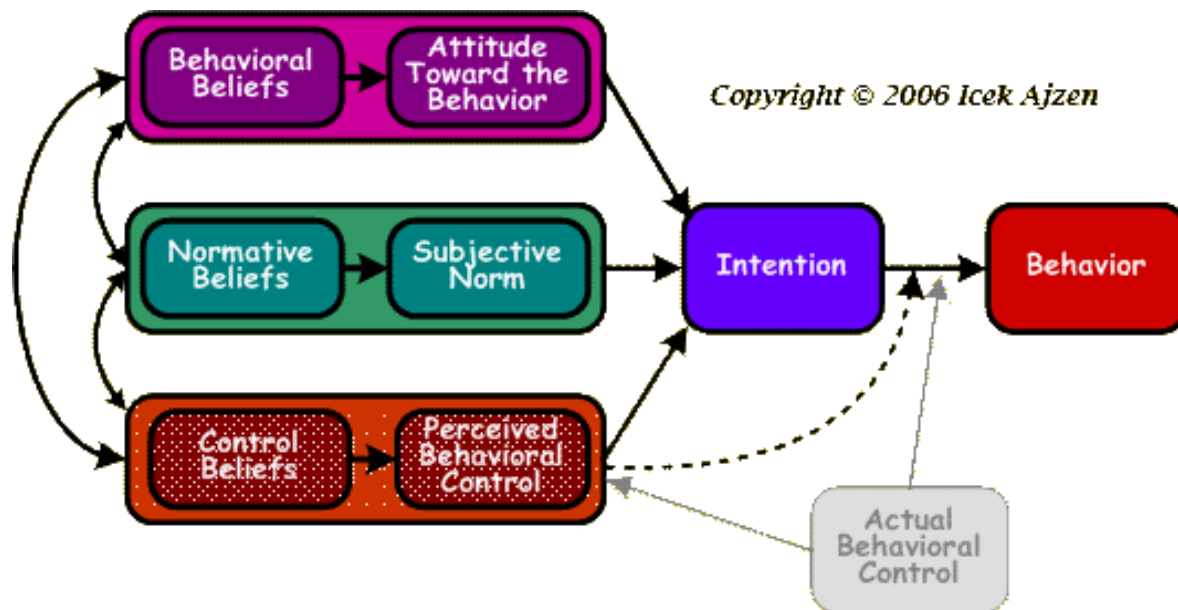 Behavioral
Beliefs
Attitude
Toward the
Behavior
Copyright © 2006 Icek Ajzen
Normative
Beliefs
Subjective
Norm
Intention
Behavior
Control
Beliefs
Perceived
Behavioral
Control
Actual
Behavioral
Control